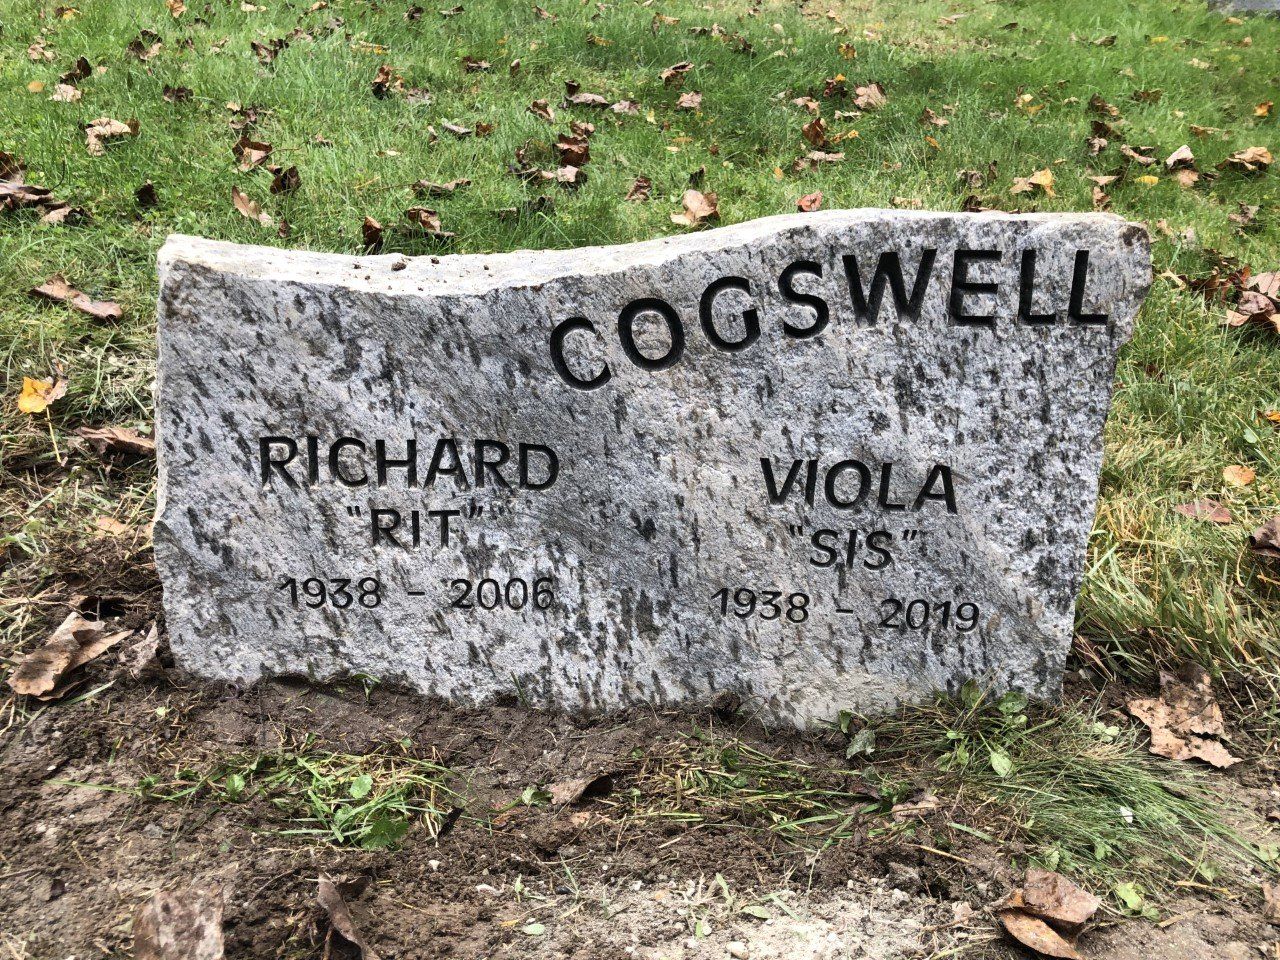 COGSWELL
RICHARD
"RIT"
1938 - 2006
VIOLA
"SIS"
1938 - 2019